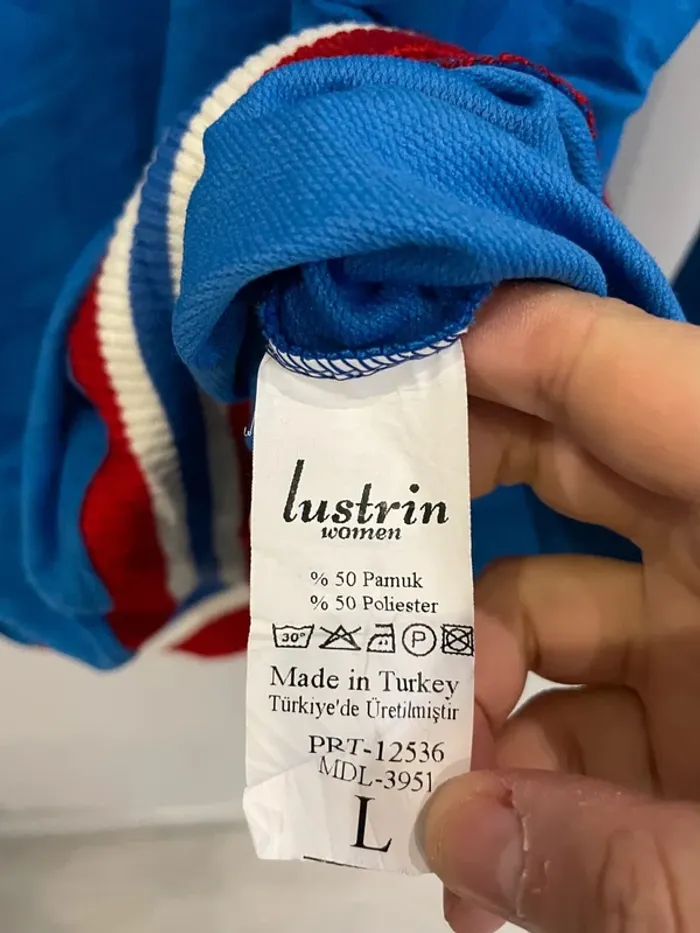 lustrin
women
% 50 Pamuk
% 50 Poliester
30° P
Made in Turkey
Türkiye'de Üretilmiştir
PRT-12536
MDL-3951
L